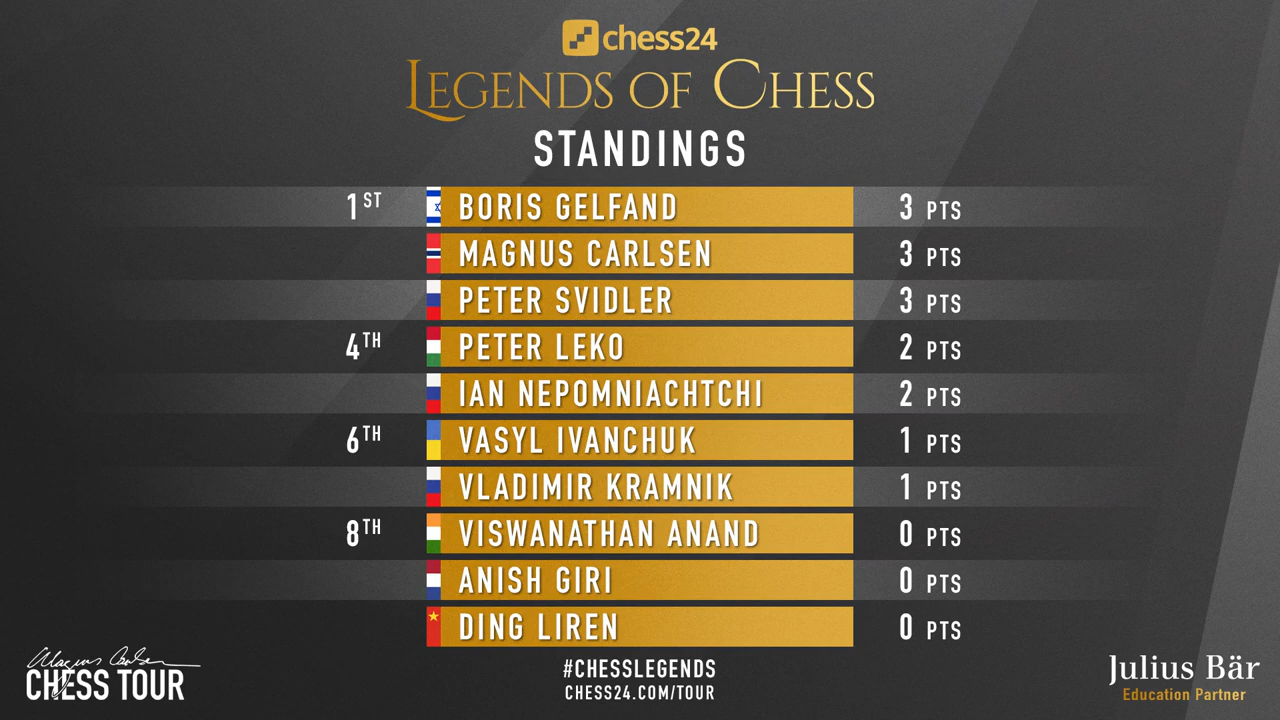 chess24
LEGENDS OF CHESS
STANDINGS
1ST BORIS GELFAND 3 PTS
MAGNUS CARLSEN 3 PTS
PETER SVIDLER 3 PTS
4TH PETER LEKO 2 PTS
IAN NEPOMNIACHTCHI 2 PTS
6TH VASYL IVANCHUK 1 PTS
VLADIMIR KRAMNIK 1 PTS
8TH VISWANATHAN ANAND 0 PTS
ANISH GIRI 0 PTS
DING LIREN 0 PTS
Magnus Carlsen
CHESS TOUR
#CHESSLEGENDS
CHESS24.COM/TOUR
Julius Bär
Education Partner